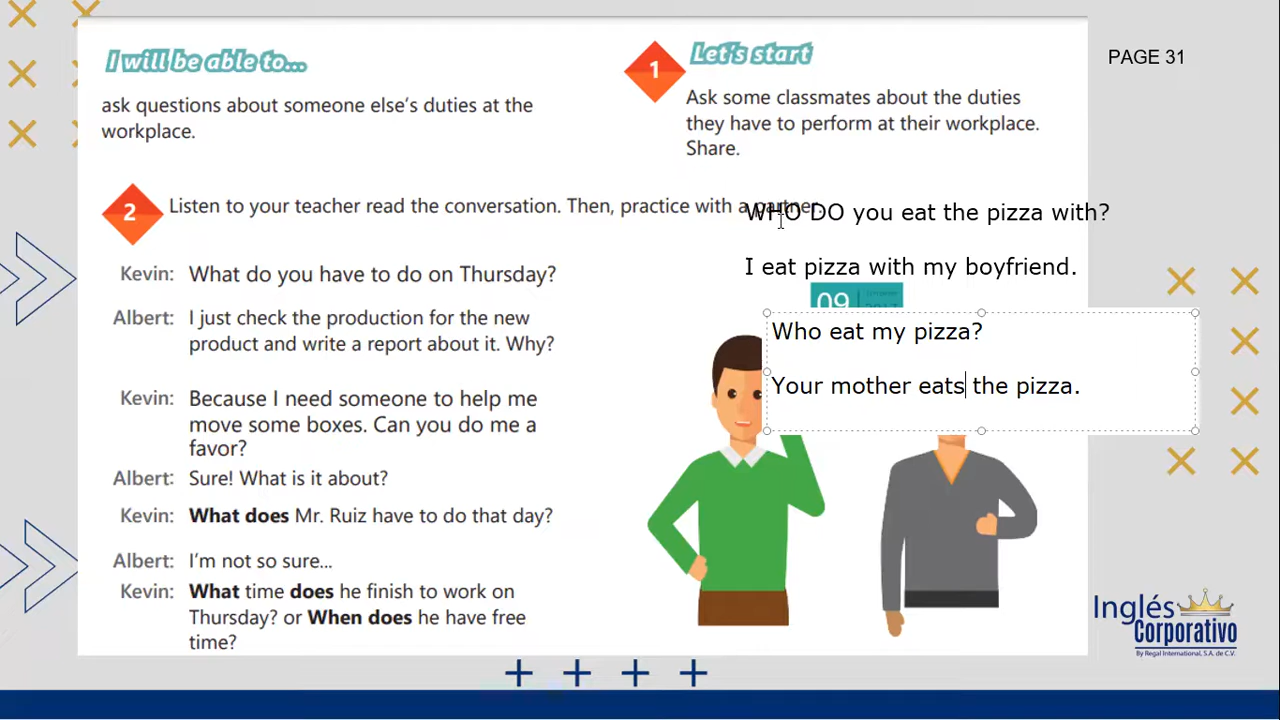 I will be able to...
ask questions about someone else's duties at the
workplace.
1
Let's start
Ask some classmates about the duties
they have to perform at their workplace.
Share.
PAGE 31
2
Listen to your teacher read the conversation. Then, practice with a partner.
WHO DO you eat the pizza with?
I eat pizza with my boyfriend.
09
Who eat my pizza?
Your mother eats the pizza.
Kevin: What do you have to do on Thursday?
Albert: I just check the production for the new
product and write a report about it. Why?
Kevin: Because I need someone to help me
move some boxes. Can you do me a
favor?
Albert: Sure! What is it about?
Kevin: What does Mr. Ruiz have to do that day?
Albert: I'm not so sure...
Kevin: What time does he finish to work on
Thursday? or When does he have free
time?
Inglés
Corporativo
By Regal International, S.A. de C.V.